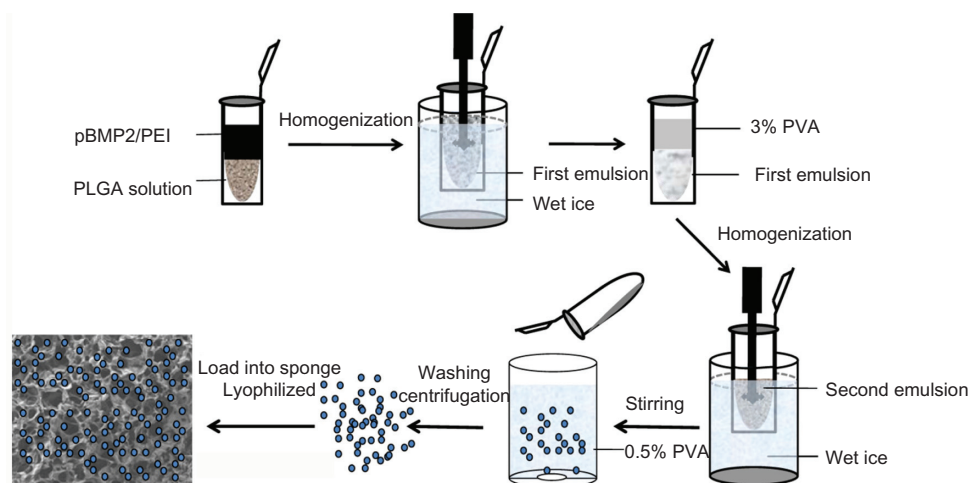 pBMP2/PEI
PLGA solution
Homogenization
First emulsion
Wet ice
3% PVA
First emulsion
Homogenization
Second emulsion
Wet ice
Stirring
0.5% PVA
Washing
centrifugation
Load into sponge
Lyophilized